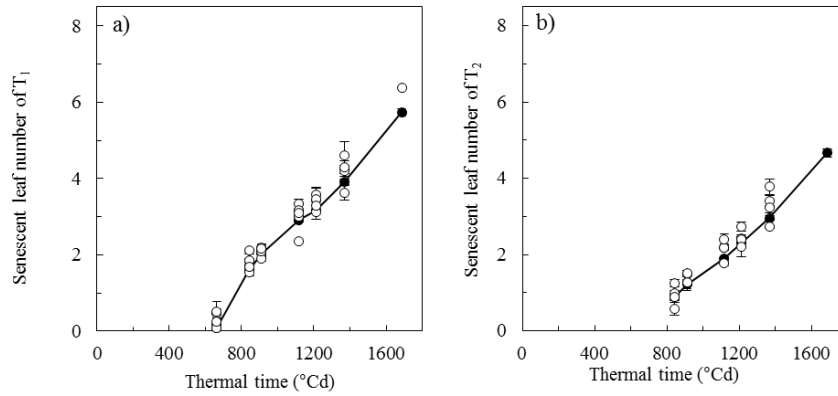 a)
Senescent leaf number of T₁
8
6
4
2
0
0 400 800 1200 1600
Thermal time (°Cd)
b)
Senescent leaf number of T₂
8
6
4
2
0
0 400 800 1200 1600
Thermal time (°Cd)